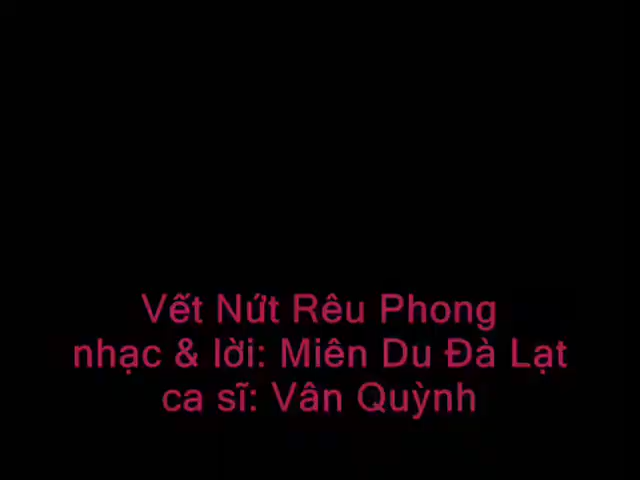 Vết Nứt Rêu Phong
nhạc & lời: Miên Du Đà Lạt
ca sĩ: Vân Quỳnh